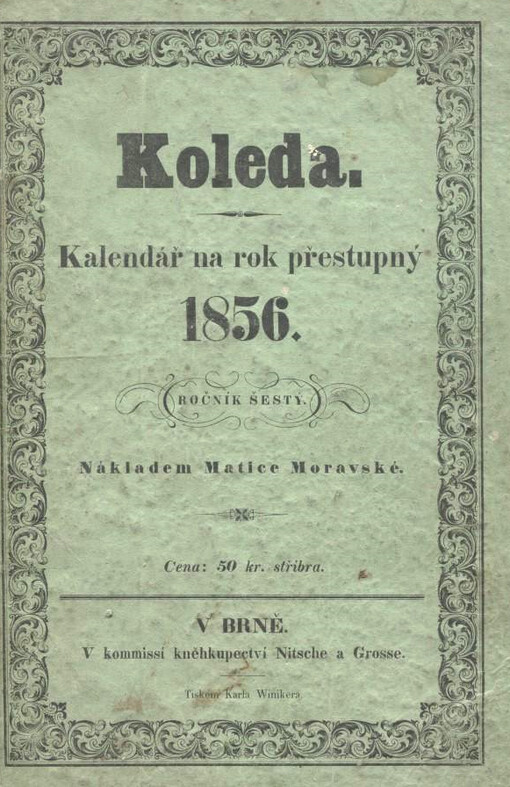 Koleda.
Kalendář na rok přestupný
1856.
ROČNÍK ŠESTÝ.
Nákladem Matice Moravské.
Cena: 50 kr. stříbra.
V BRNĚ.
V kommissí kněhkupectví Nitsche a Grosse.
Tiskem Karla Winikera.